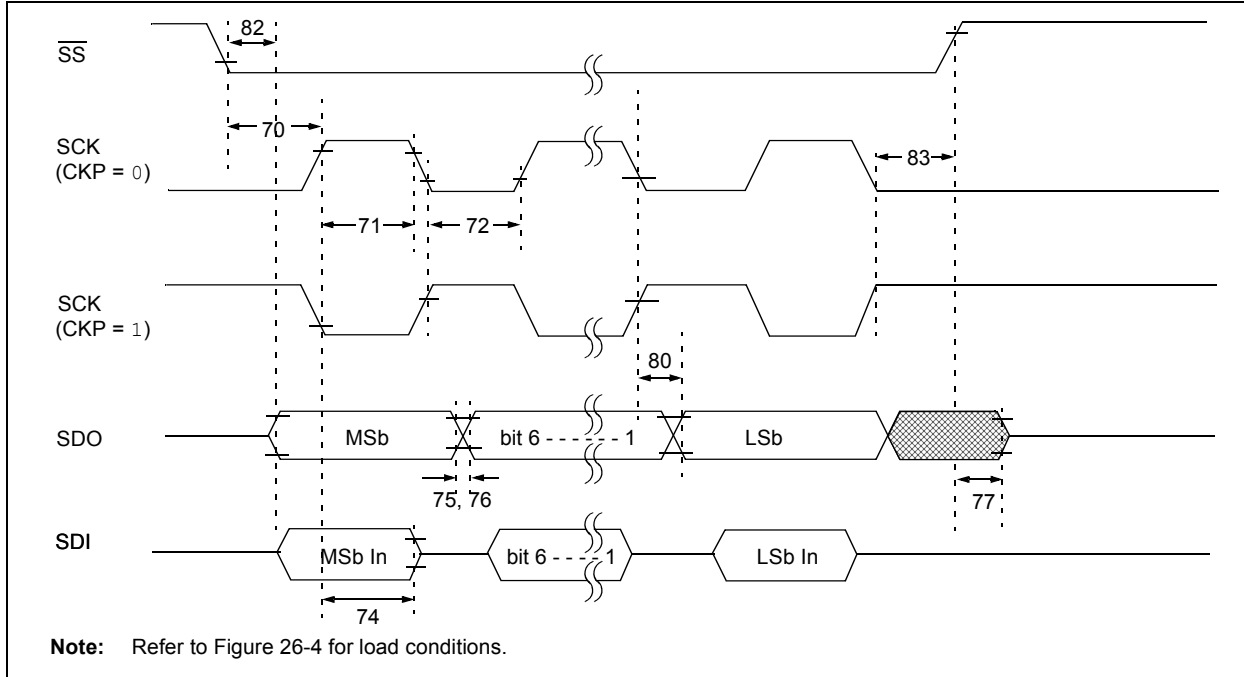 82
SS
70
SCK
(CKP = 0)
83
71
72
SCK
(CKP = 1)
80
SDO
MSb
bit 6 - - - - - - 1
LSb
75, 76
77
SDI
MSb In
bit 6 - - - - 1
LSb In
74
Note: Refer to Figure 26-4 for load conditions.